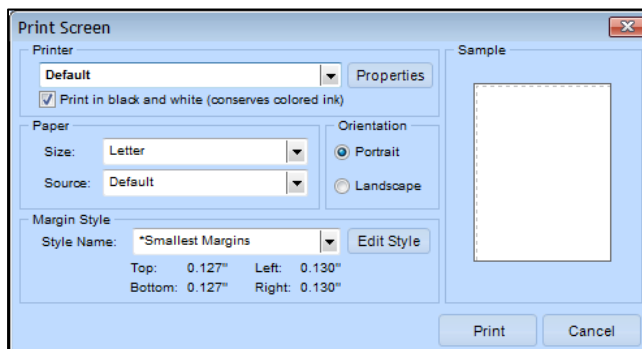 Print Screen
Printer
Default
Properties
Print in black and white (conserves colored ink)
Paper
Size: Letter
Source: Default
Orientation
Portrait
Landscape
Margin Style
Style Name: *Smallest Margins
Edit Style
Top: 0.127" Left: 0.130"
Bottom: 0.127" Right: 0.130"
Sample
Print Cancel